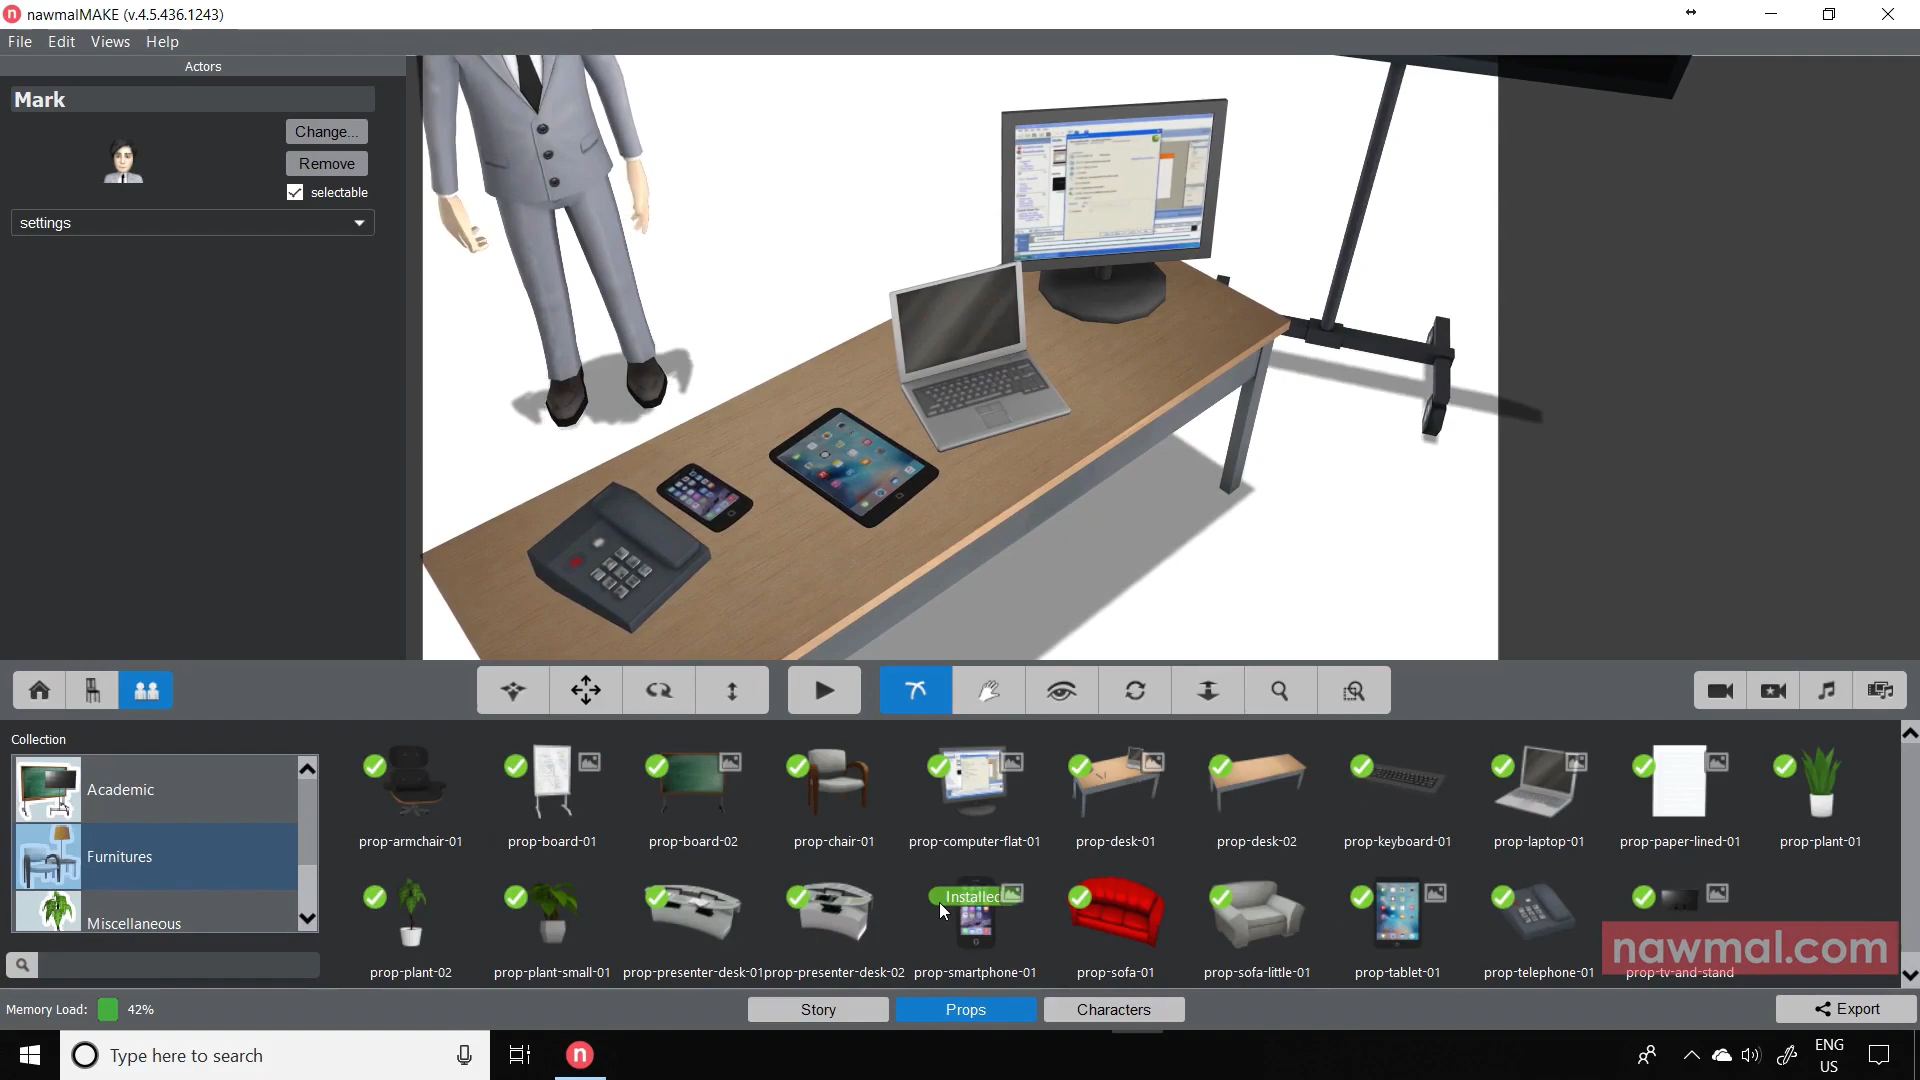 nawmalMAKE (v.4.5.436.1243)
File Edit Views Help
Actors
Mark
Change...
Remove
selectable
settings
Collection
Academic
Furnitures
Miscellaneous
prop-armchair-01
prop-board-01
prop-board-02
prop-chair-01
prop-computer-flat-01
prop-desk-01
prop-desk-02
prop-keyboard-01
prop-laptop-01
prop-paper-lined-01
prop-plant-01
Installed
prop-plant-02
prop-plant-small-01
prop-presenter-desk-01
prop-presenter-desk-02
prop-smartphone-01
prop-sofa-01
prop-sofa-little-01
prop-tablet-01
prop-telephone-01
prop-tv-and-stand
nawmal.com
Memory Load: 42%
Story
Props
Characters
Export
Type here to search
ENG
US